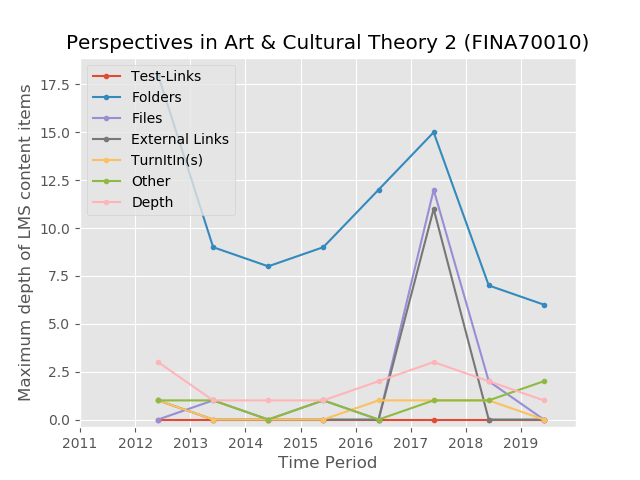 Perspectives in Art & Cultural Theory 2 (FINA70010)
Test-Links
Folders
Files
External Links
TurnItIn(s)
Other
Depth
Maximum depth of LMS content items
17.5
15.0
12.5
10.0
7.5
5.0
2.5
0.0
2011 2012 2013 2014 2015 2016 2017 2018 2019
Time Period